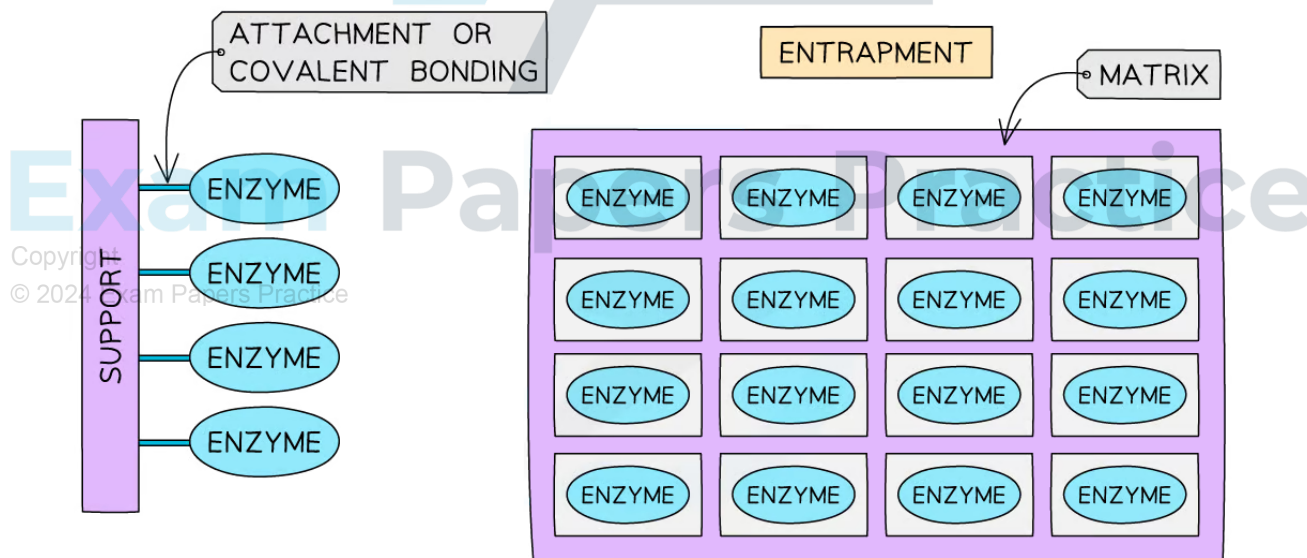 ATTACHMENT OR
COVALENT BONDING
SUPPORT
ENZYME
ENZYME
ENZYME
ENZYME
ENTRAPMENT
MATRIX
ENZYME ENZYME ENZYME ENZYME
ENZYME ENZYME ENZYME ENZYME
ENZYME ENZYME ENZYME ENZYME
ENZYME ENZYME ENZYME ENZYME
Exam Papers Practice
Copyright
© 2024 Exam Papers Practice